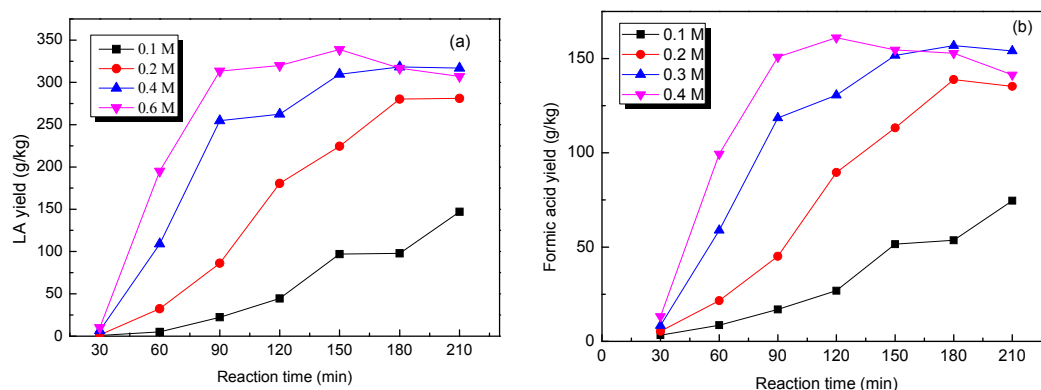 (a)
0.1 M
0.2 M
0.4 M
0.6 M
LA yield (g/kg)
350
300
250
200
150
100
50
0
30 60 90 120 150 180 210
Reaction time (min)
(b)
0.1 M
0.2 M
0.3 M
0.4 M
Formic acid yield (g/kg)
150
100
50
0
0 30 60 90 120 150 180 210
Reaction time (min)